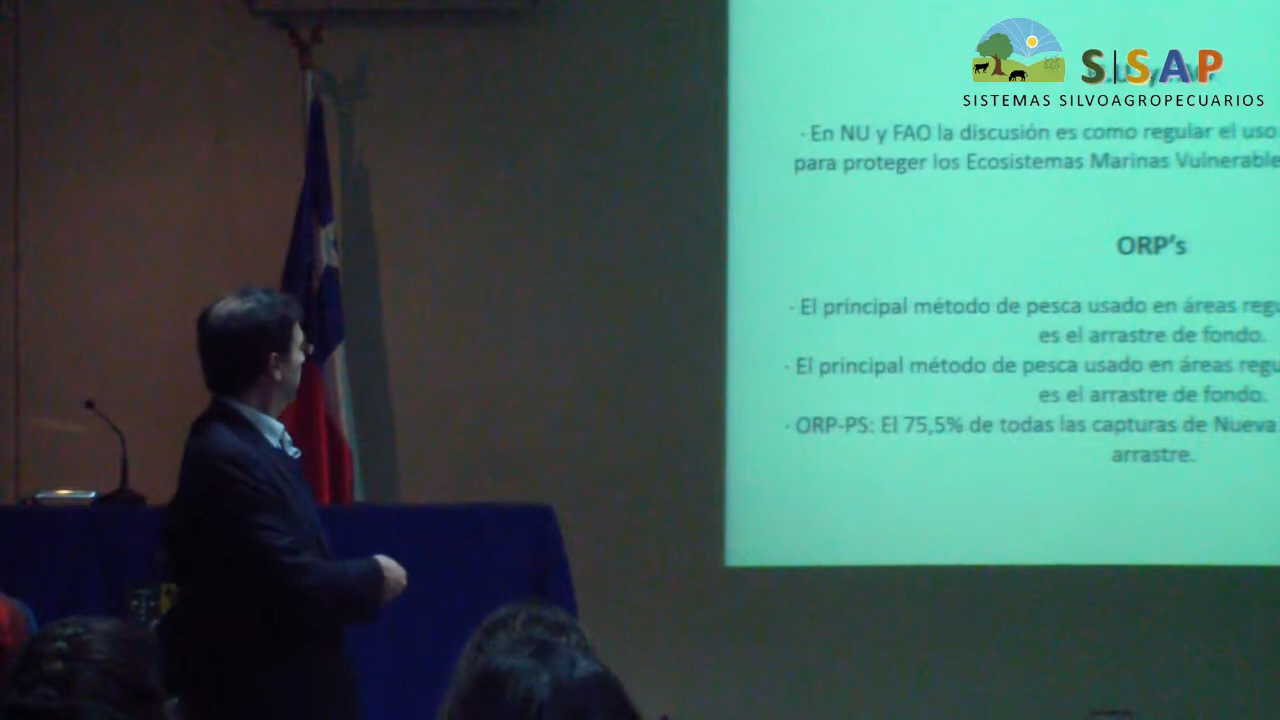 S|SAP
SISTEMAS SILVOAGROPECUARIOS
· En NU y FAO la discusión es como regular el uso
para proteger los Ecosistemas Marinas Vulnerable
ORP's
· El principal método de pesca usado en áreas regu
es el arrastre de fondo.
· El principal método de pesca usado en áreas regu
es el arrastre de fondo.
· ORP-PS: El 75,5% de todas las capturas de Nueva
arrastre.